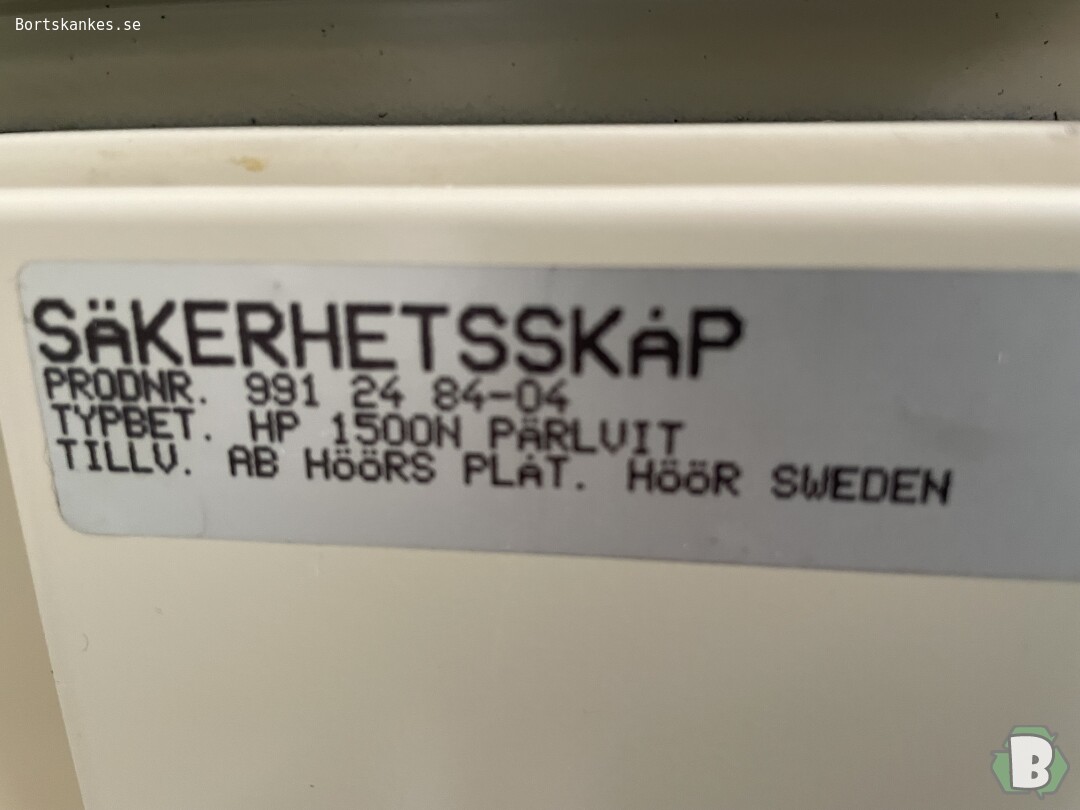 Bortskankes.se
SÄKERHETSSKÅP
PRODNR. 991 24 84-04
TYPBET. HP 1500N PÄRLVIT
TILLV. AB HÖÖRS PLÅT. HÖÖR SWEDEN
B